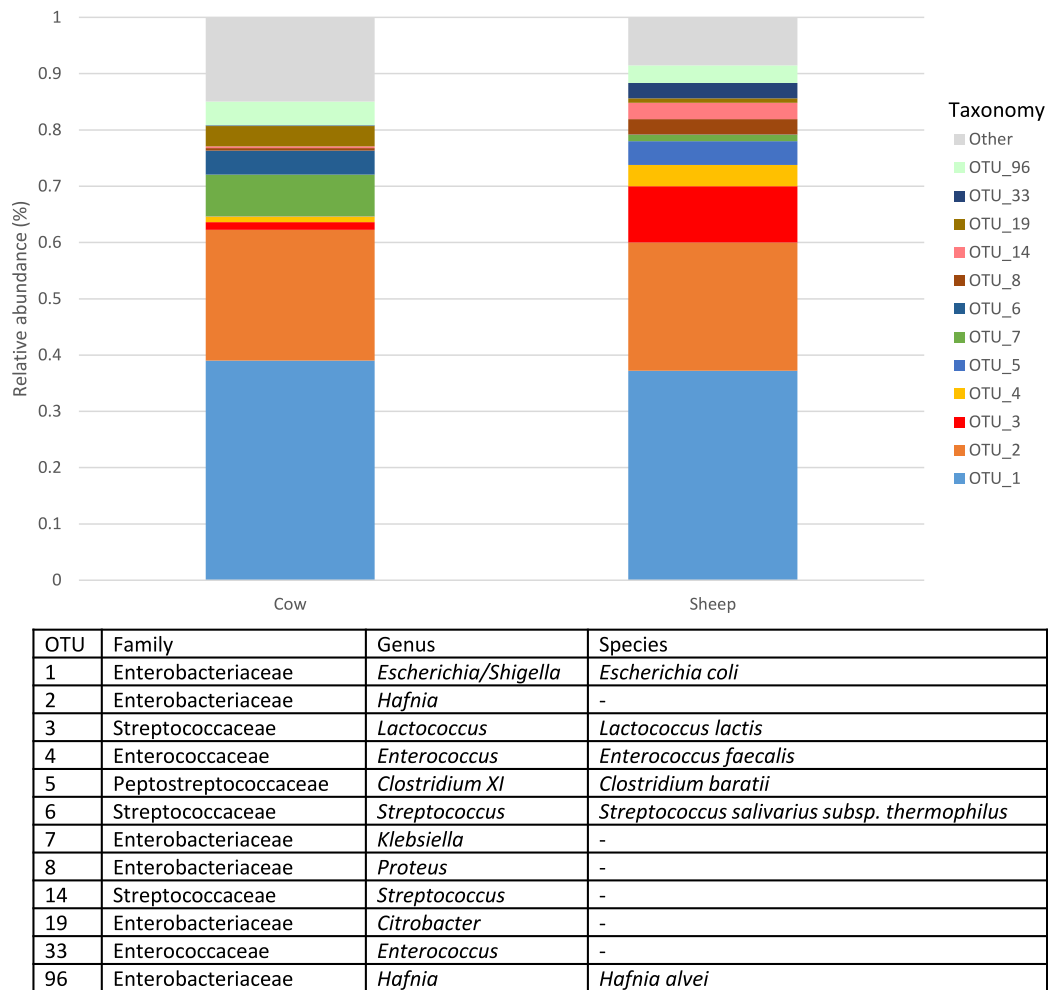 1
0.9
0.8
0.7
0.6
0.5
0.4
0.3
0.2
0.1
0
Relative abundance (%)
Cow Sheep
Taxonomy
Other
OTU_96
OTU_33
OTU_19
OTU_14
OTU_8
OTU_6
OTU_7
OTU_5
OTU_4
OTU_3
OTU_2
OTU_1
OTU Family Genus Species
1 Enterobacteriaceae Escherichia/Shigella Escherichia coli
2 Enterobacteriaceae Hafnia -
3 Streptococcaceae Lactococcus Lactococcus lactis
4 Enterococcaceae Enterococcus Enterococcus faecalis
5 Peptostreptococcaceae Clostridium XI Clostridium baratii
6 Streptococcaceae Streptococcus Streptococcus salivarius subsp. thermophilus
7 Enterobacteriaceae Klebsiella -
8 Enterobacteriaceae Proteus -
14 Streptococcaceae Streptococcus -
19 Enterobacteriaceae Citrobacter -
33 Enterococcaceae Enterococcus -
96 Enterobacteriaceae Hafnia Hafnia alvei